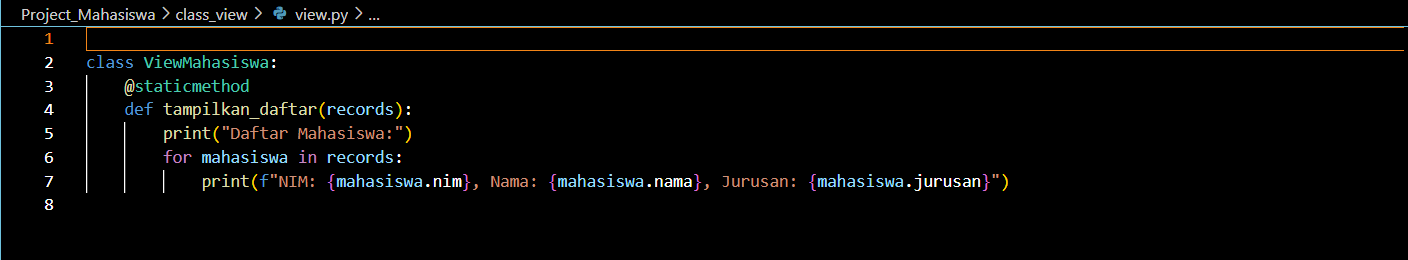 Project_Mahasiswa > class_view > view.py > ...
1
2 class ViewMahasiswa:
3     @staticmethod
4     def tampilkan_daftar(records):
5         print("Daftar Mahasiswa:")
6         for mahasiswa in records:
7             print(f"NIM: {mahasiswa.nim}, Nama: {mahasiswa.nama}, Jurusan: {mahasiswa.jurusan}")
8